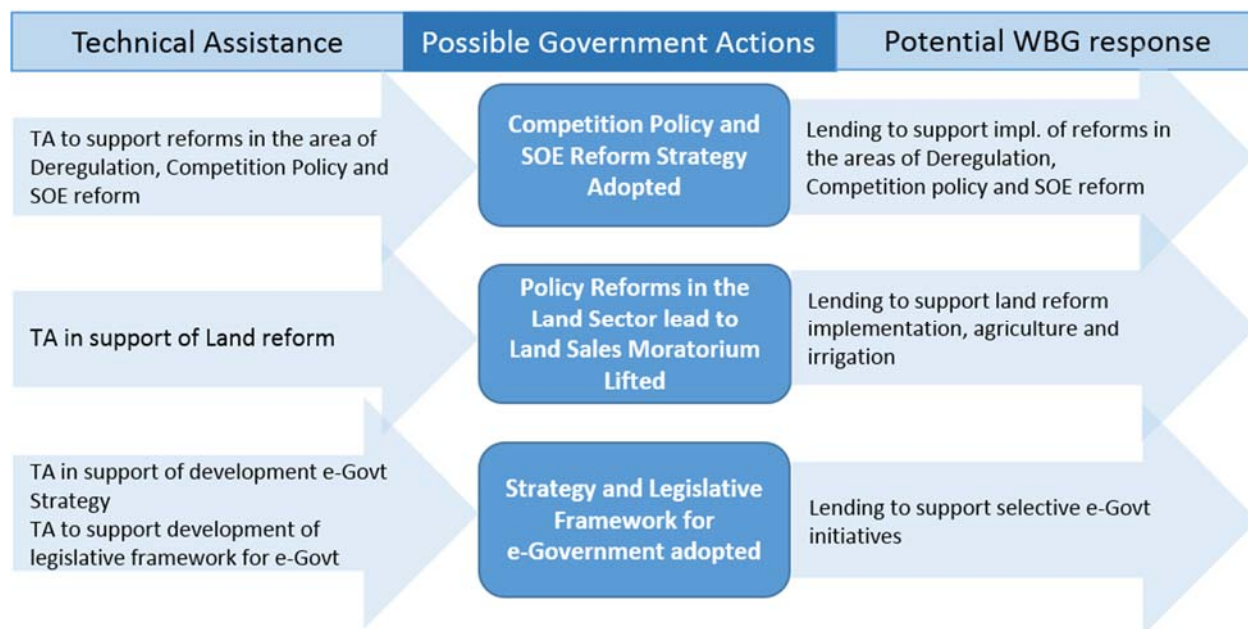 Technical Assistance
Possible Government Actions
Potential WBG response
TA to support reforms in the area of
Deregulation, Competition Policy and
SOE reform
Competition Policy and
SOE Reform Strategy
Adopted
Lending to support impl. of reforms in
the areas of Deregulation,
Competition policy and SOE reform
TA in support of Land reform
Policy Reforms in the
Land Sector lead to
Land Sales Moratorium
Lifted
Lending to support land reform
implementation, agriculture and
irrigation
TA in support of development e-Govt
Strategy
TA to support development of
legislative framework for e-Govt
Strategy and Legislative
Framework for
e-Government adopted
Lending to support selective e-Govt
initiatives